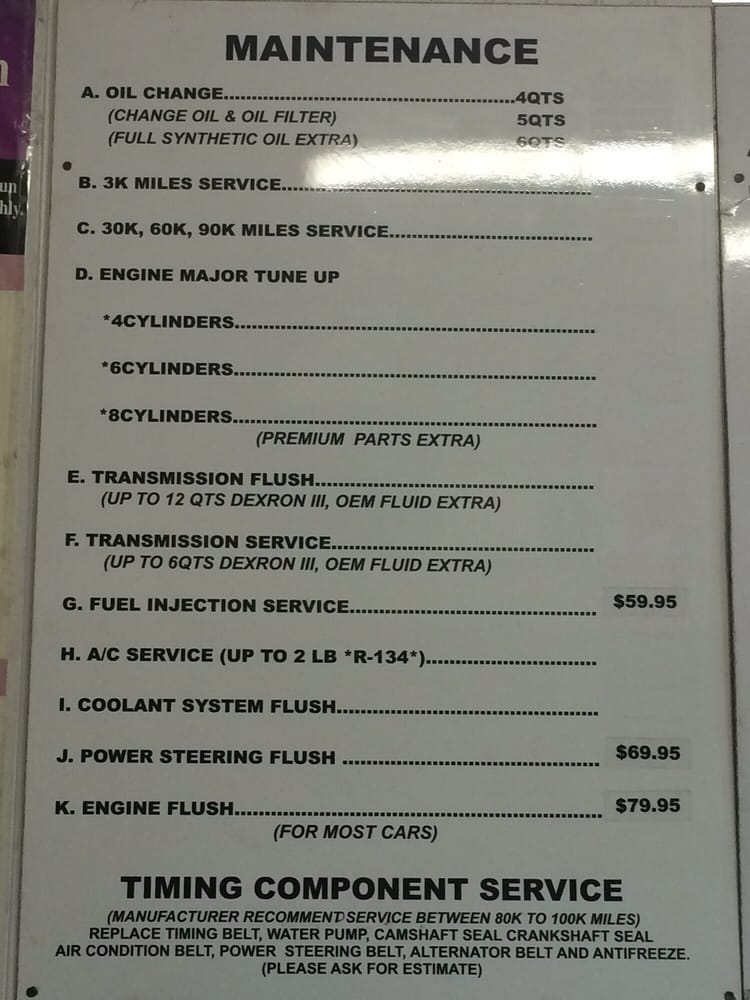 MAINTENANCE
A. OIL CHANGE..........................................................4QTS
(CHANGE OIL & OIL FILTER) 5QTS
(FULL SYNTHETIC OIL EXTRA) 6QTS
B. 3K MILES SERVICE..............................................................
C. 30K, 60K, 90K MILES SERVICE.........................................
D. ENGINE MAJOR TUNE UP
*4CYLINDERS........................................................................
*6CYLINDERS........................................................................
*8CYLINDERS........................................................................
(PREMIUM PARTS EXTRA)
E. TRANSMISSION FLUSH.......................................................
(UP TO 12 QTS DEXRON III, OEM FLUID EXTRA)
F. TRANSMISSION SERVICE....................................................
(UP TO 6QTS DEXRON III, OEM FLUID EXTRA)
G. FUEL INJECTION SERVICE................................................. $59.95
H. A/C SERVICE (UP TO 2 LB *R-134*)..................................
I. COOLANT SYSTEM FLUSH....................................................
J. POWER STEERING FLUSH ................................................... $69.95
K. ENGINE FLUSH......................................................................... $79.95
(FOR MOST CARS)
TIMING COMPONENT SERVICE
(MANUFACTURER RECOMMENT SERVICE BETWEEN 80K TO 100K MILES)
REPLACE TIMING BELT, WATER PUMP, CAMSHAFT SEAL CRANKSHAFT SEAL
AIR CONDITION BELT, POWER STEERING BELT, ALTERNATOR BELT AND ANTIFREEZE.
(PLEASE ASK FOR ESTIMATE)